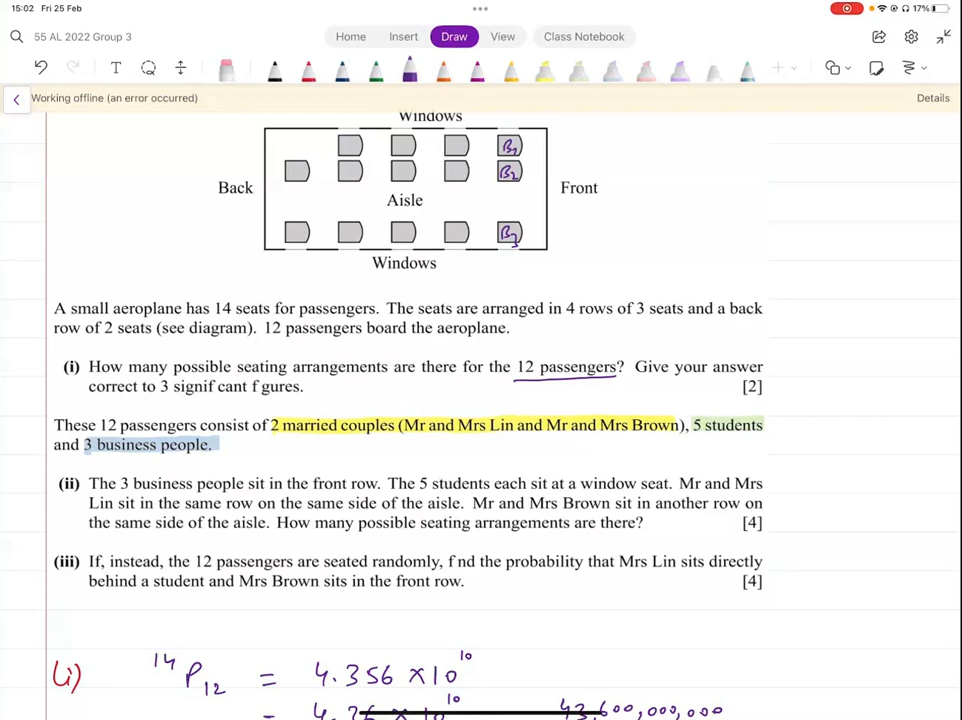 15:02 Fri 25 Feb
17%
55 AL 2022 Group 3
Home Insert Draw View Class Notebook
Working offline (an error occurred)
Details
Windows
B1
B2
Back
Aisle
Front
B3
Windows
A small aeroplane has 14 seats for passengers. The seats are arranged in 4 rows of 3 seats and a back
row of 2 seats (see diagram). 12 passengers board the aeroplane.
(i) How many possible seating arrangements are there for the 12 passengers? Give your answer
correct to 3 signif cant f gures. [2]
These 12 passengers consist of 2 married couples (Mr and Mrs Lin and Mr and Mrs Brown), 5 students
and 3 business people.
(ii) The 3 business people sit in the front row. The 5 students each sit at a window seat. Mr and Mrs
Lin sit in the same row on the same side of the aisle. Mr and Mrs Brown sit in another row on
the same side of the aisle. How many possible seating arrangements are there? [4]
(iii) If, instead, the 12 passengers are seated randomly, f nd the probability that Mrs Lin sits directly
behind a student and Mrs Brown sits in the front row. [4]
(i) 14P12 = 4.356 ×10^10
= 4.36 ×10^10 43,600,000,000